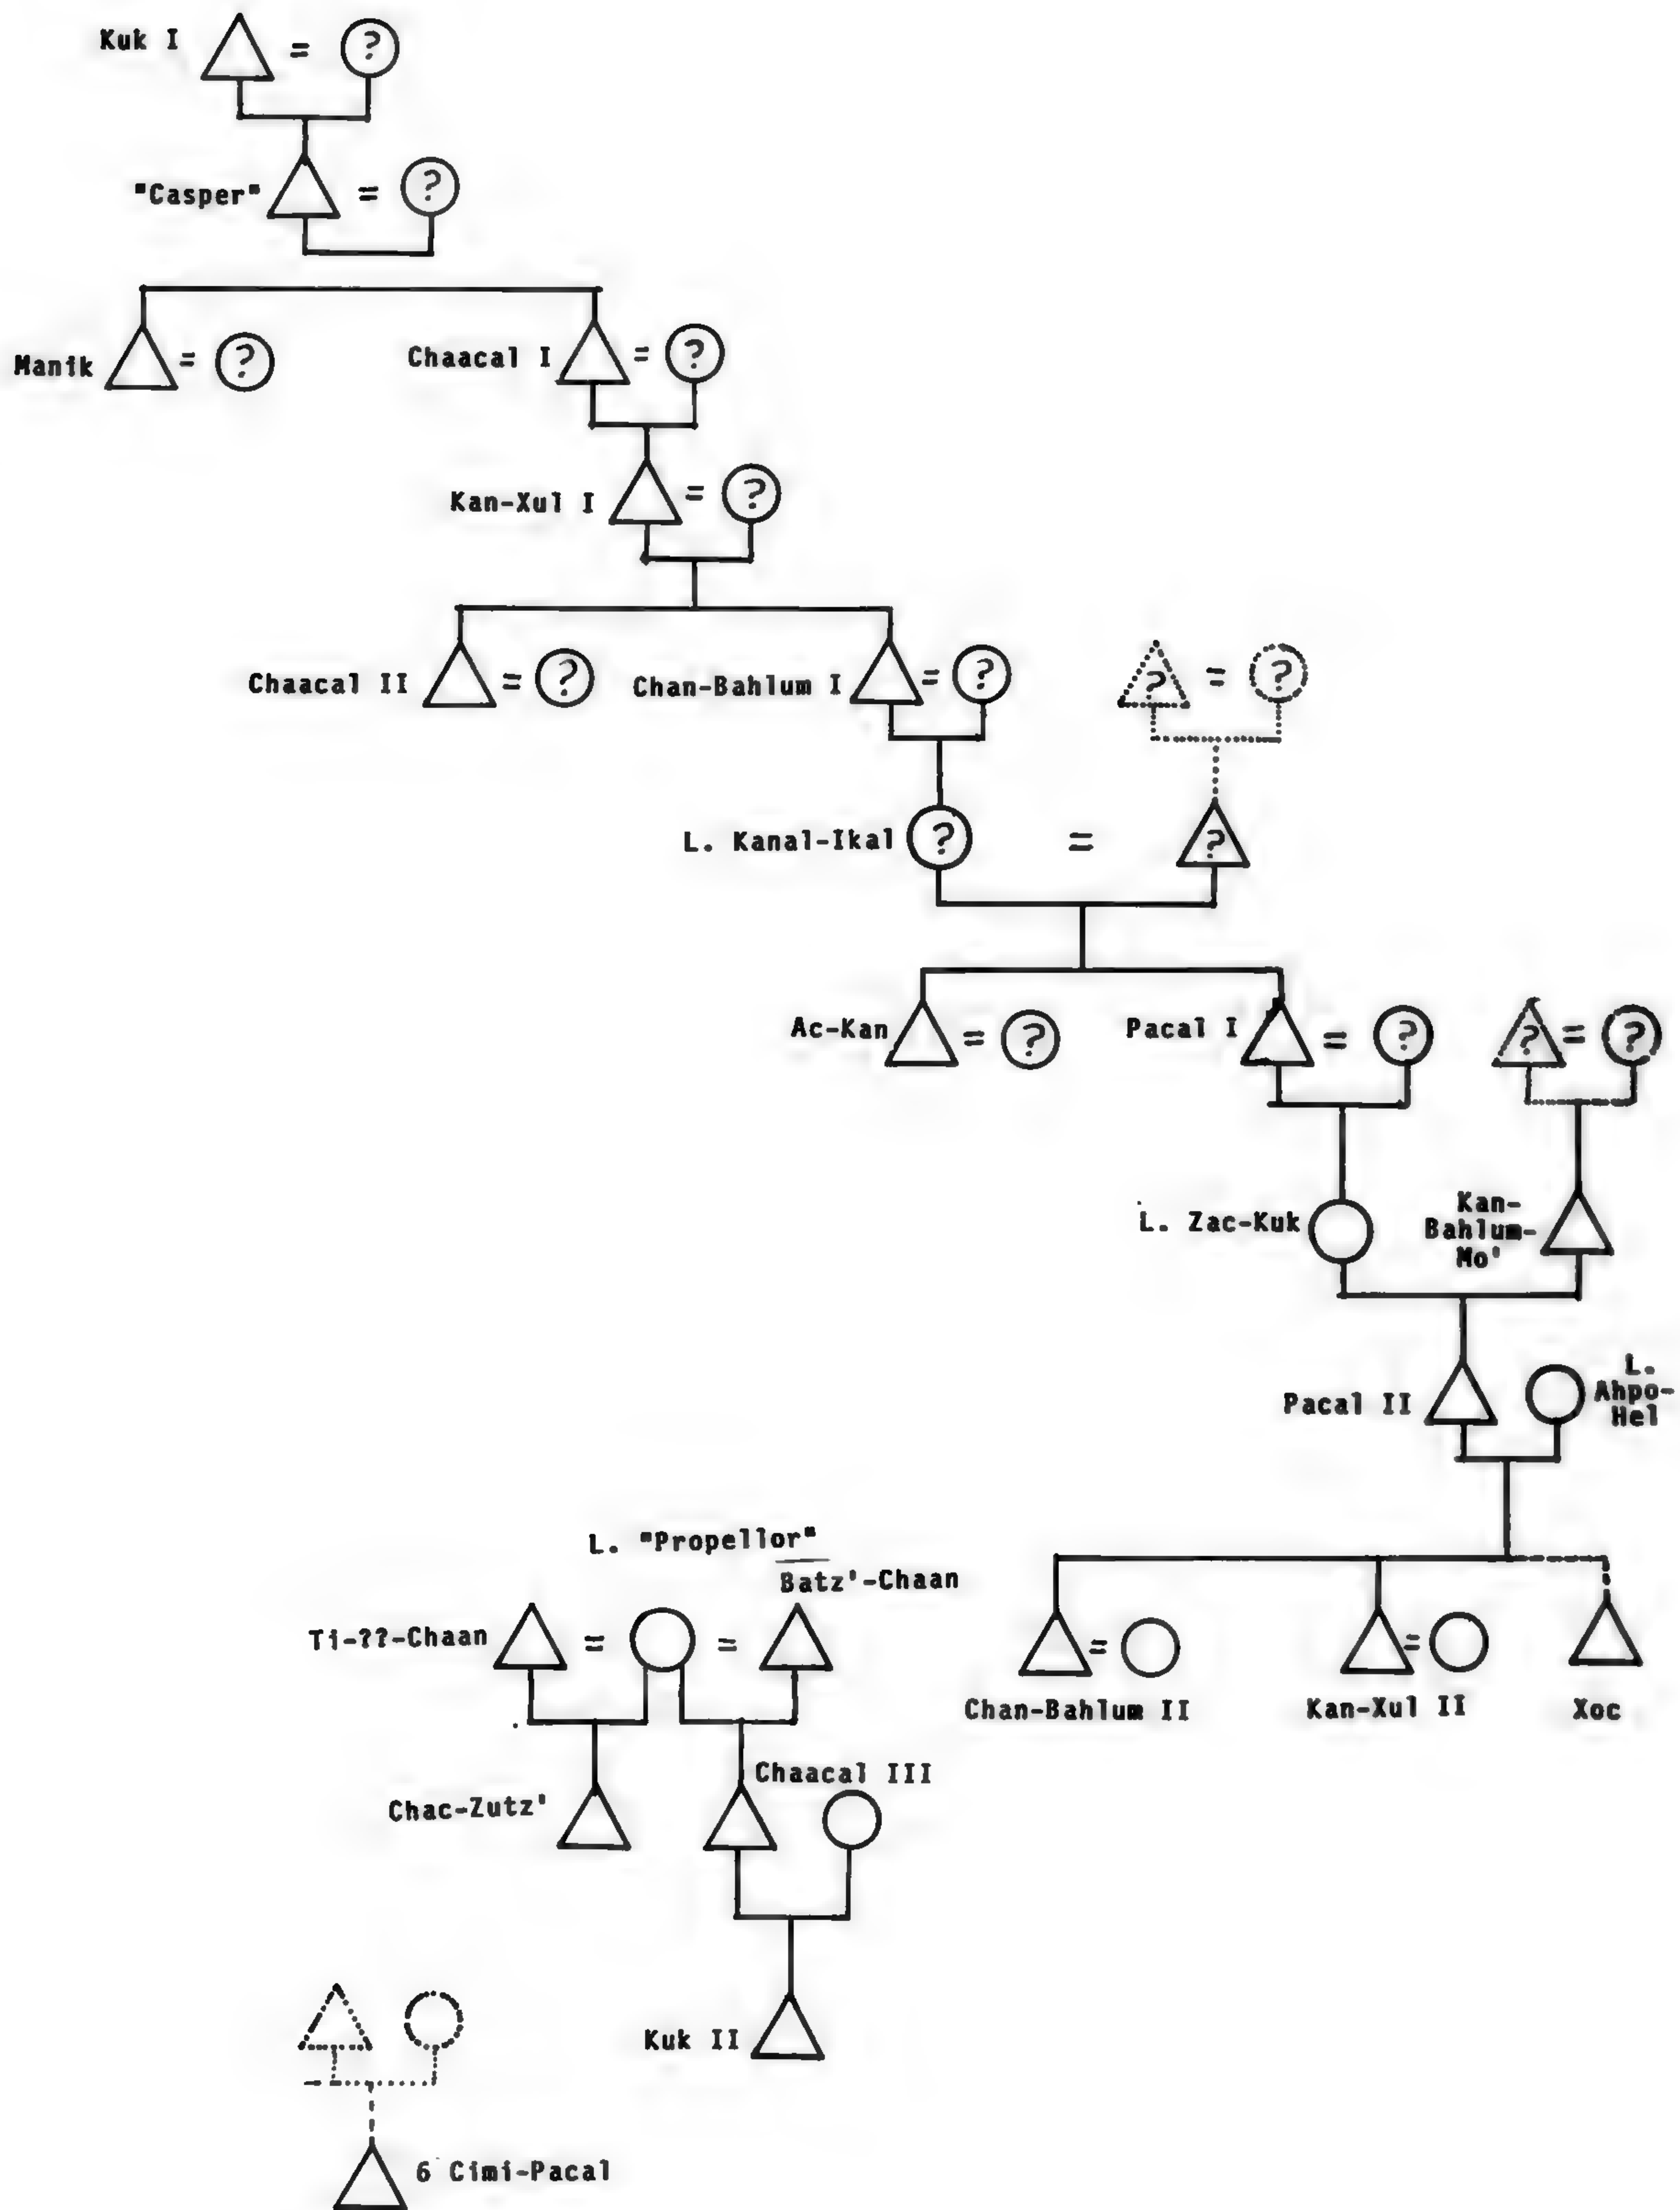 Kuk I = ?
"Casper" = ?
Manik = ? Chaacal I = ?
Kan-Xul I = ?
Chaacal II = ? Chan-Bahlum I = ? ? = ?
L. Kanal-Ikal ? = ?
Ac-Kan = ? Pacal I = ? ? = ?
L. Zac-Kuk
Kan-
Bahlum-
Mo'
Pacal II
L.
Ahpo-
Hel
L. "Propellor"
Batz'-Chaan
Ti-??-Chaan = =
= =
Chan-Bahlum II Kan-Xul II Xoc
Chaacal III
Chac-Zutz'
Kuk II
6 Cimi-Pacal